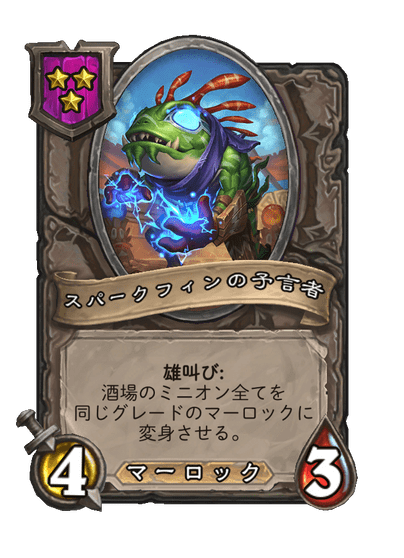 スパークフィンの予言者
雄叫び:
酒場のミニオン全てを
同じグレードのマーロックに
変身させる。
4
マーロック
3